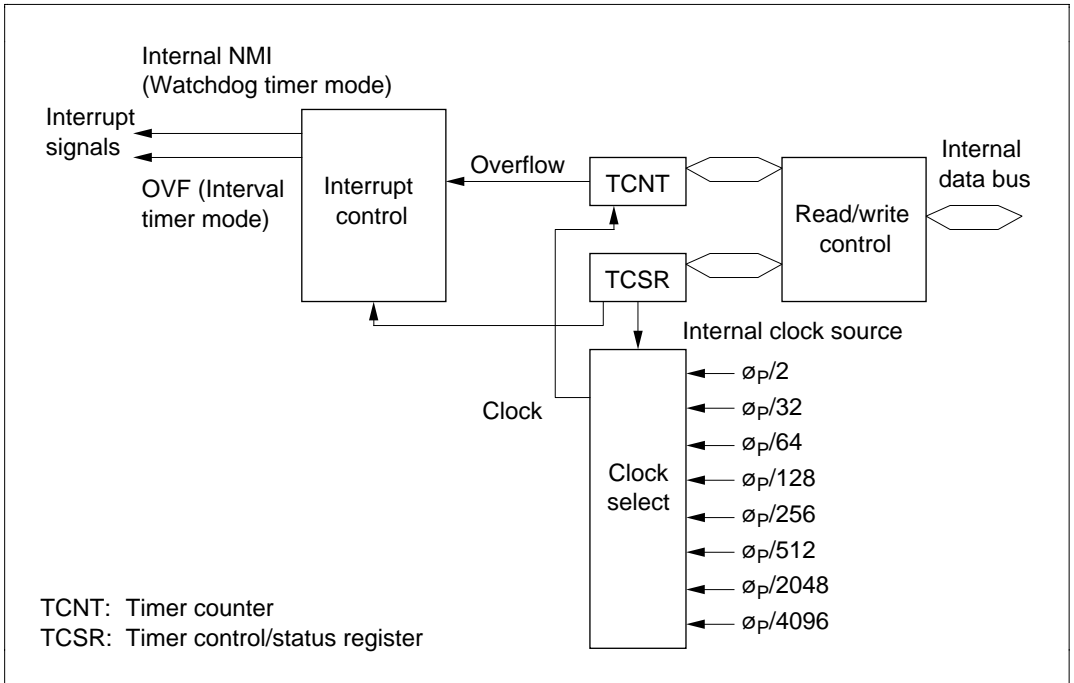 Internal NMI
(Watchdog timer mode)
Interrupt
signals
OVF (Interval
timer mode)
Interrupt
control
Overflow
TCNT
TCSR
Read/write
control
Internal
data bus
Internal clock source
Clock
Clock
select
øP/2
øP/32
øP/64
øP/128
øP/256
øP/512
øP/2048
øP/4096
TCNT: Timer counter
TCSR: Timer control/status register